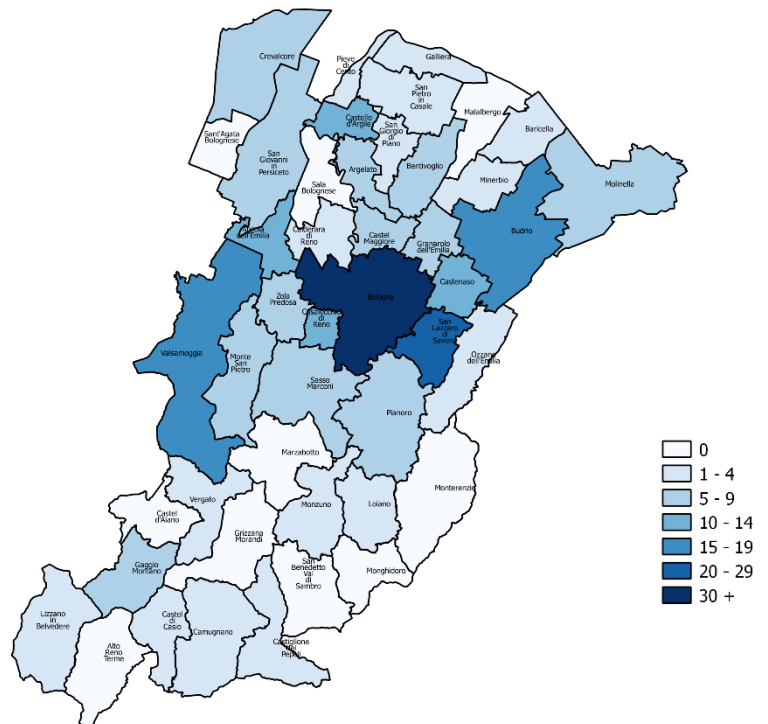 Crevalcore
Pieve
di
Cento
Galliera
San
Pietro
in
Casale
Malalbergo
Baricella
Sant'Agata
Bolognese
Castello
d'Argile
San
Giorgio
di
Piano
San
Giovanni
in
Persiceto
Argelato
Bentivoglio
Minerbio
Molinella
Sala
Bolognese
dell'Emilia
Calderara
di
Reno
Castel
Maggiore
Granarolo
dell'Emilia
Budrio
Castenaso
Zola
Predosa
Bologna
Casalecchio
di
Reno
San
Lazzaro
di
Savena
Valsamoggia
Monte
San
Pietro
Ozzano
dell'Emilia
Sasso
Marconi
Pianoro
Marzabotto
0
1 - 4
5 - 9
10 - 14
15 - 19
20 - 29
30 +
Vergato
Monzuno
Loiano
Monterenzio
Castel
d'Aiano
Grizzana
Morandi
Gaggio
Montano
San
Benedetto
Val
di
Sambro
Monghidoro
Lizzano
in
Belvedere
Castel
di
Casio
Camugnano
Castiglione
dei
Pepoli
Alto
Reno
Terme